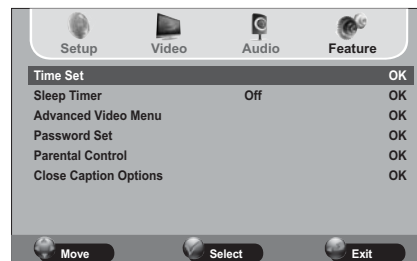 Setup Video Audio Feature
Time Set OK
Sleep Timer Off OK
Advanced Video Menu OK
Password Set OK
Parental Control OK
Close Caption Options OK
Move Select Exit